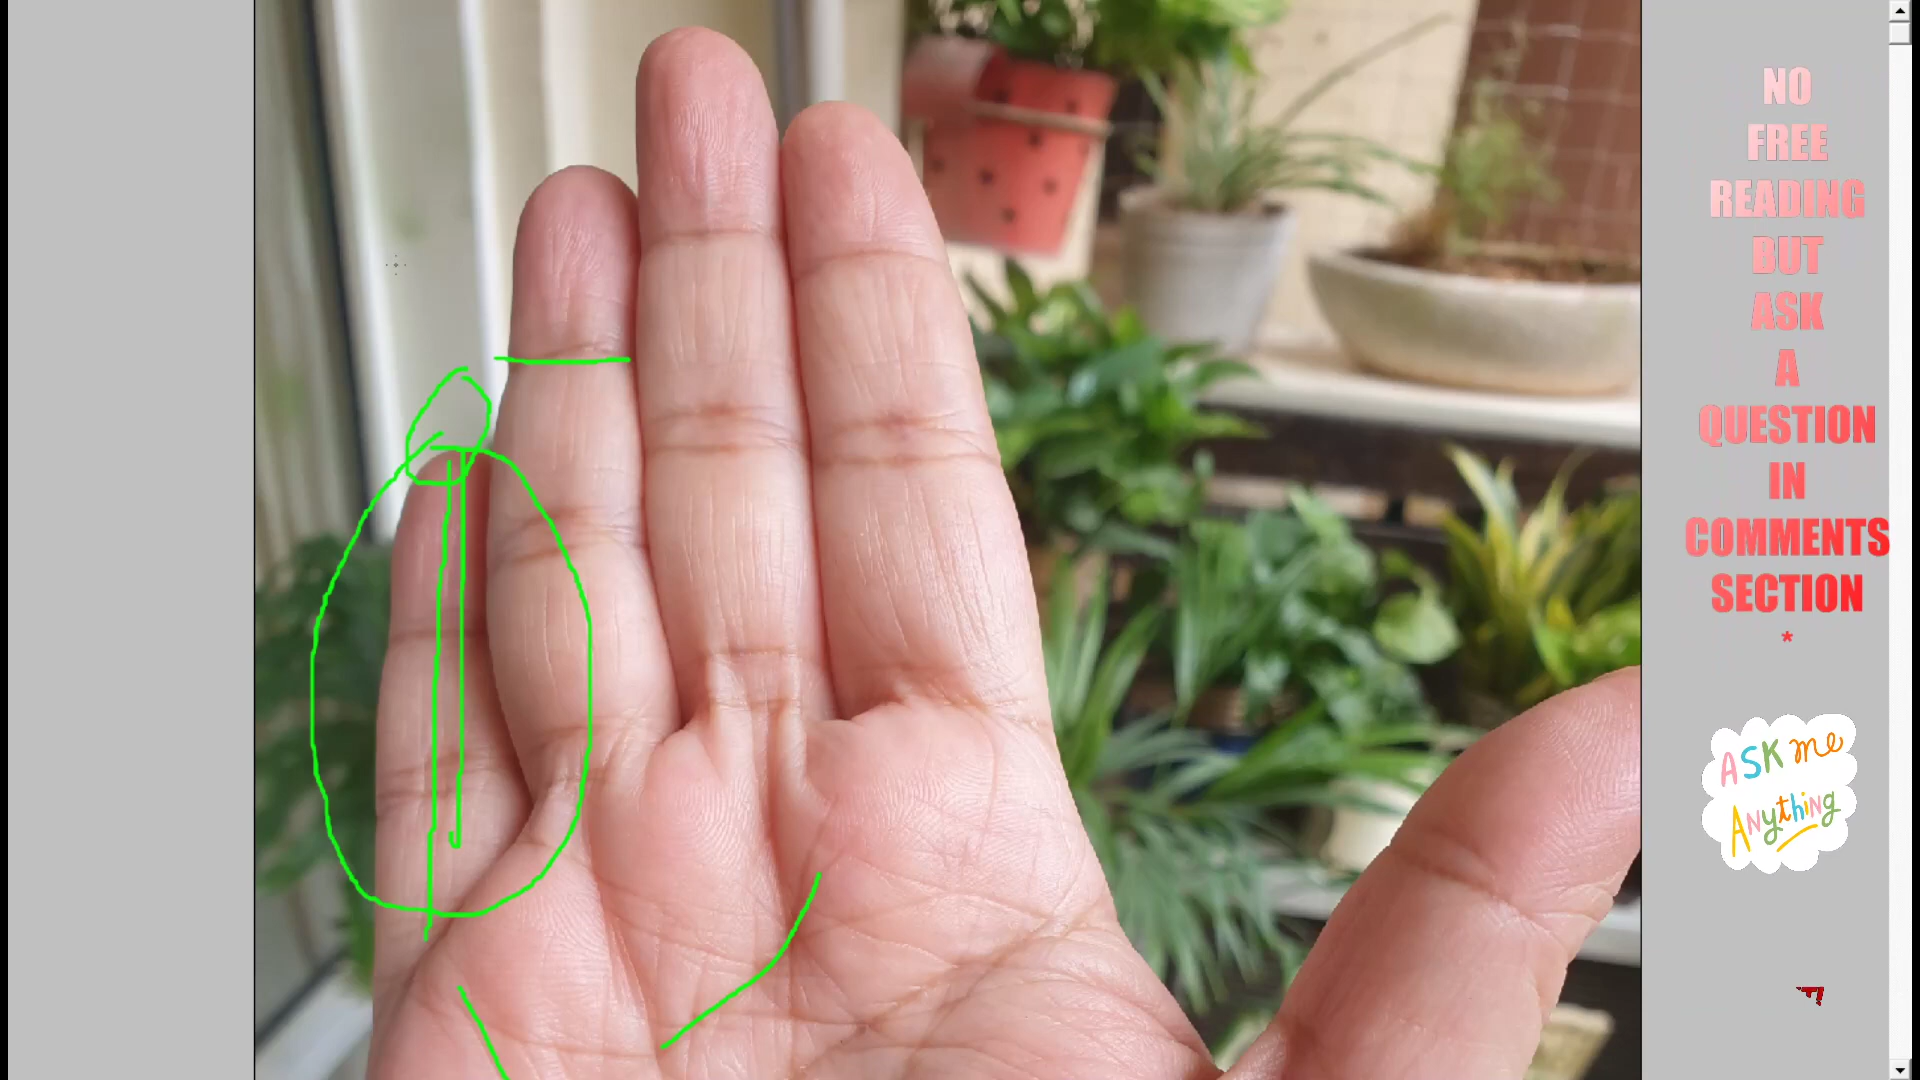 NO
FREE
READING
BUT
ASK
A
QUESTION
IN
COMMENTS
SECTION
*
ASK me
Anything